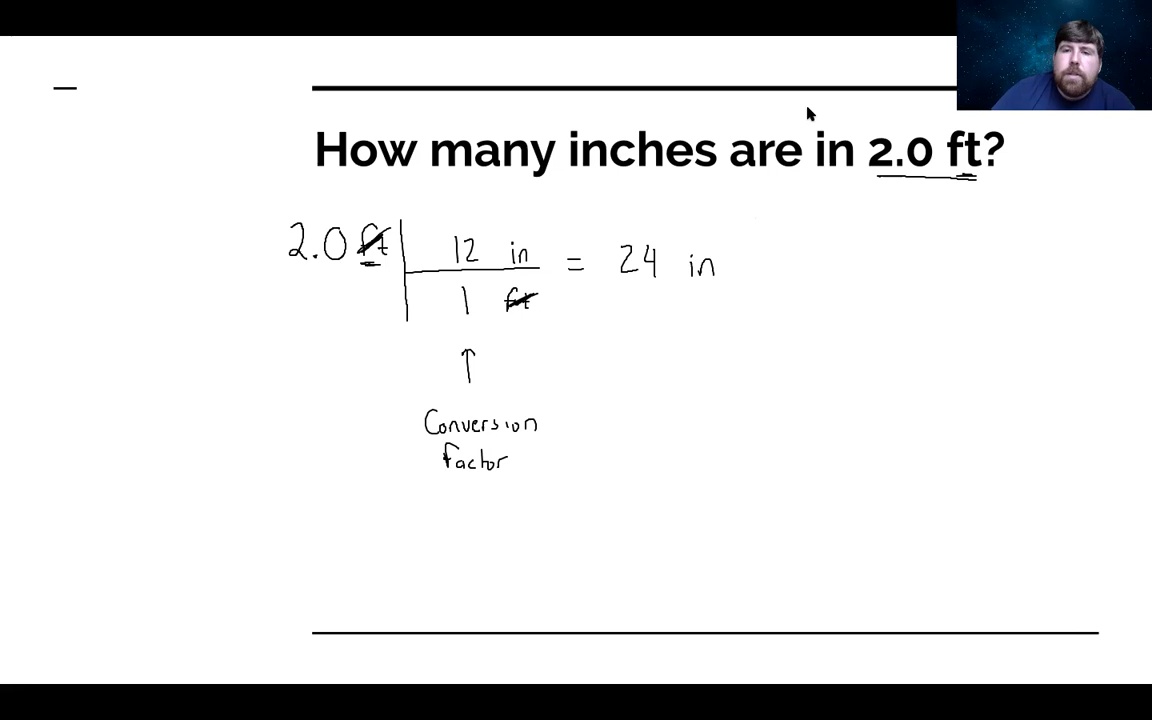 How many inches are in 2.0 ft?
2.0 ft | 12 in = 24 in
1 ft
↑
Conversion
factor